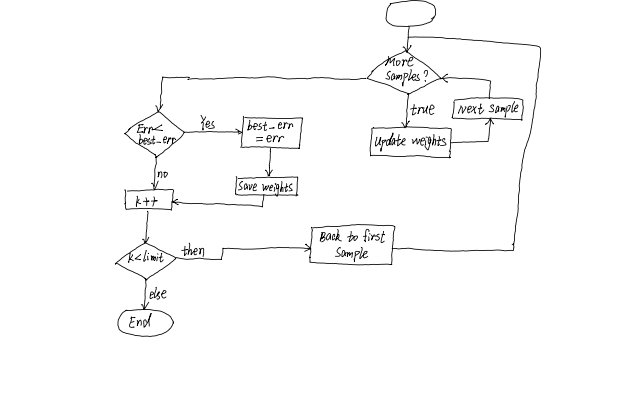 More
Samples?
true
Next sample
Update weights
Err<
best_err
Yes
best_err
=err
Save weights
no
k++
k<limit
then
Back to first
Sample
else
End